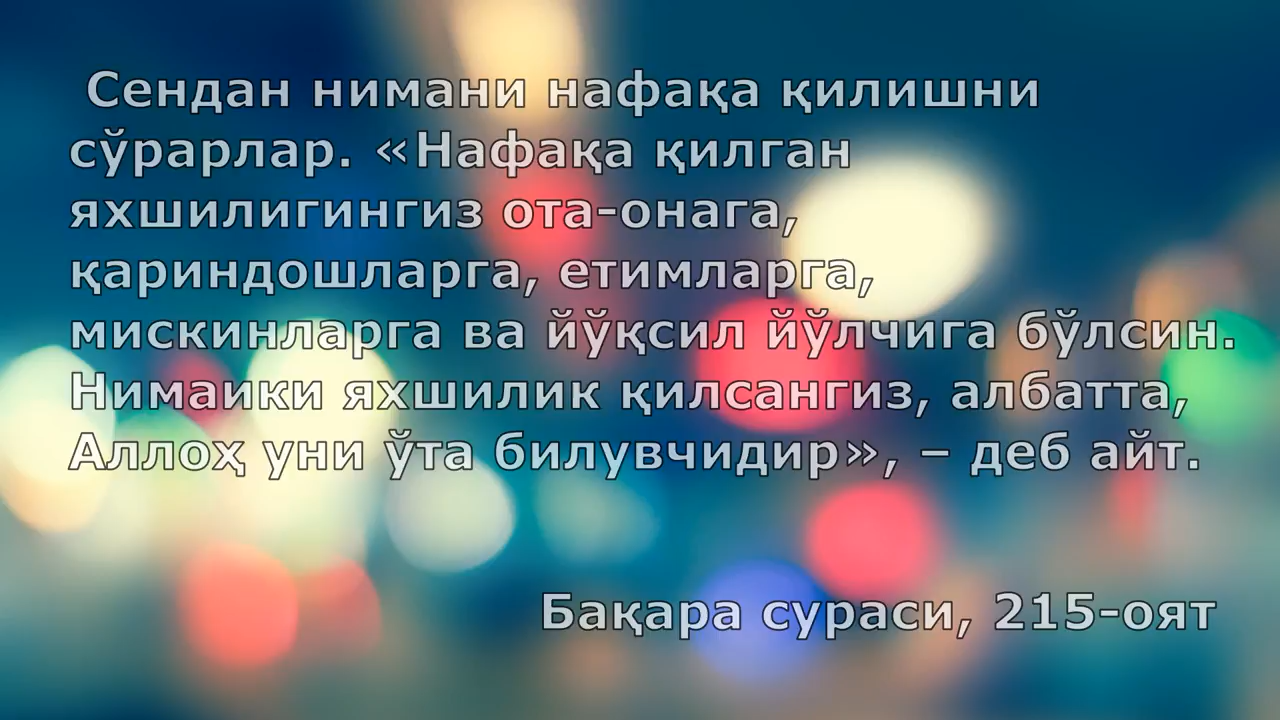 Сендан нимани нафақа қилишни
сўрарлар. «Нафақа қилган
яхшилигингиз ота-онага,
қариндошларга, етимларга,
мискинларга ва йўқсил йўлчига бўлсин.
Нимаики яхшилик қилсангиз, албатта,
Аллоҳ уни ўта билувчидир», – деб айт.
Бақара сураси, 215-оят